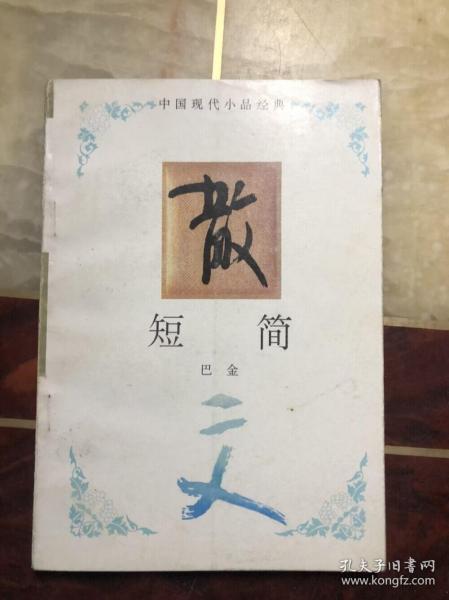 中国现代小品经典
散
短简
巴金
文
孔夫子旧书网
www.kongfz.com